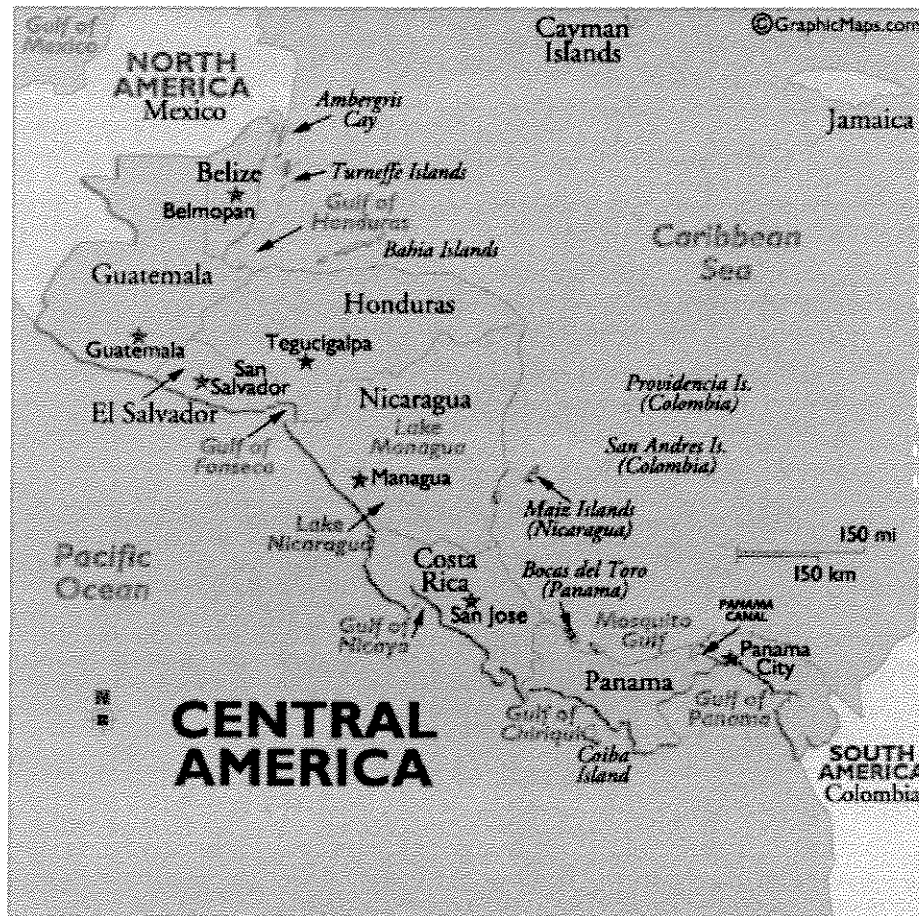 Gulf of
Mexico
Cayman
Islands
©GraphicMaps.com
NORTH
AMERICA
Mexico
Ambergris
Cay
Jamaica
Belize
Turneffe Islands
Belmopan
Gulf of
Honduras
Caribbean
Sea
Bahia Islands
Guatemala
Honduras
Guatemala
Tegucigalpa
San
Salvador
El Salvador
Nicaragua
Providencia Is.
(Colombia)
Gulf of
Fonseca
Lake
Managua
San Andres Is.
(Colombia)
Managua
Maiz Islands
(Nicaragua)
Lake
Nicaragua
150 mi
150 km
Pacific
Ocean
Costa
Rica
Bocas del Toro
(Panama)
San Jose
Gulf of
Nicoya
Mosquito
Gulf
PANAMA
CANAL
Panama
City
Panama
Gulf of
Panama
N
CENTRAL
AMERICA
Gulf of
Chiriqui
Coiba
Island
SOUTH
AMERICA
Colombia